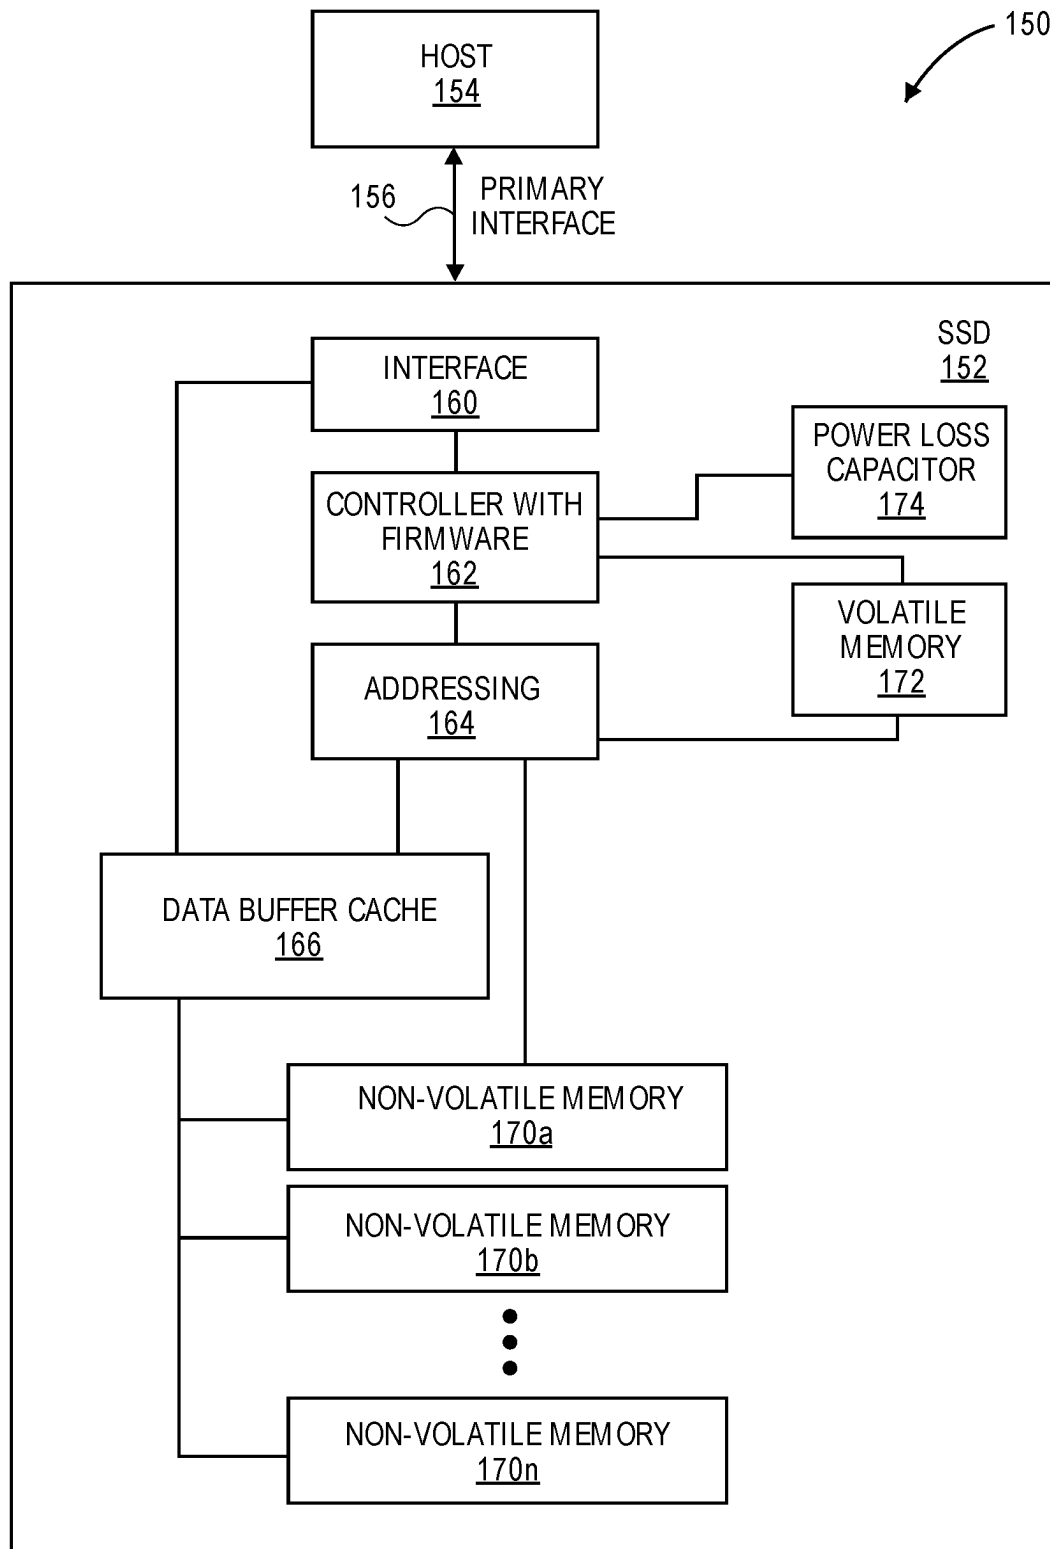 HOST
154
150
156
PRIMARY
INTERFACE
SSD
152
INTERFACE
160
POWER LOSS
CAPACITOR
174
CONTROLLER WITH
FIRMWARE
162
VOLATILE
MEMORY
172
ADDRESSING
164
DATA BUFFER CACHE
166
NON-VOLATILE MEMORY
170a
NON-VOLATILE MEMORY
170b
NON-VOLATILE MEMORY
170n